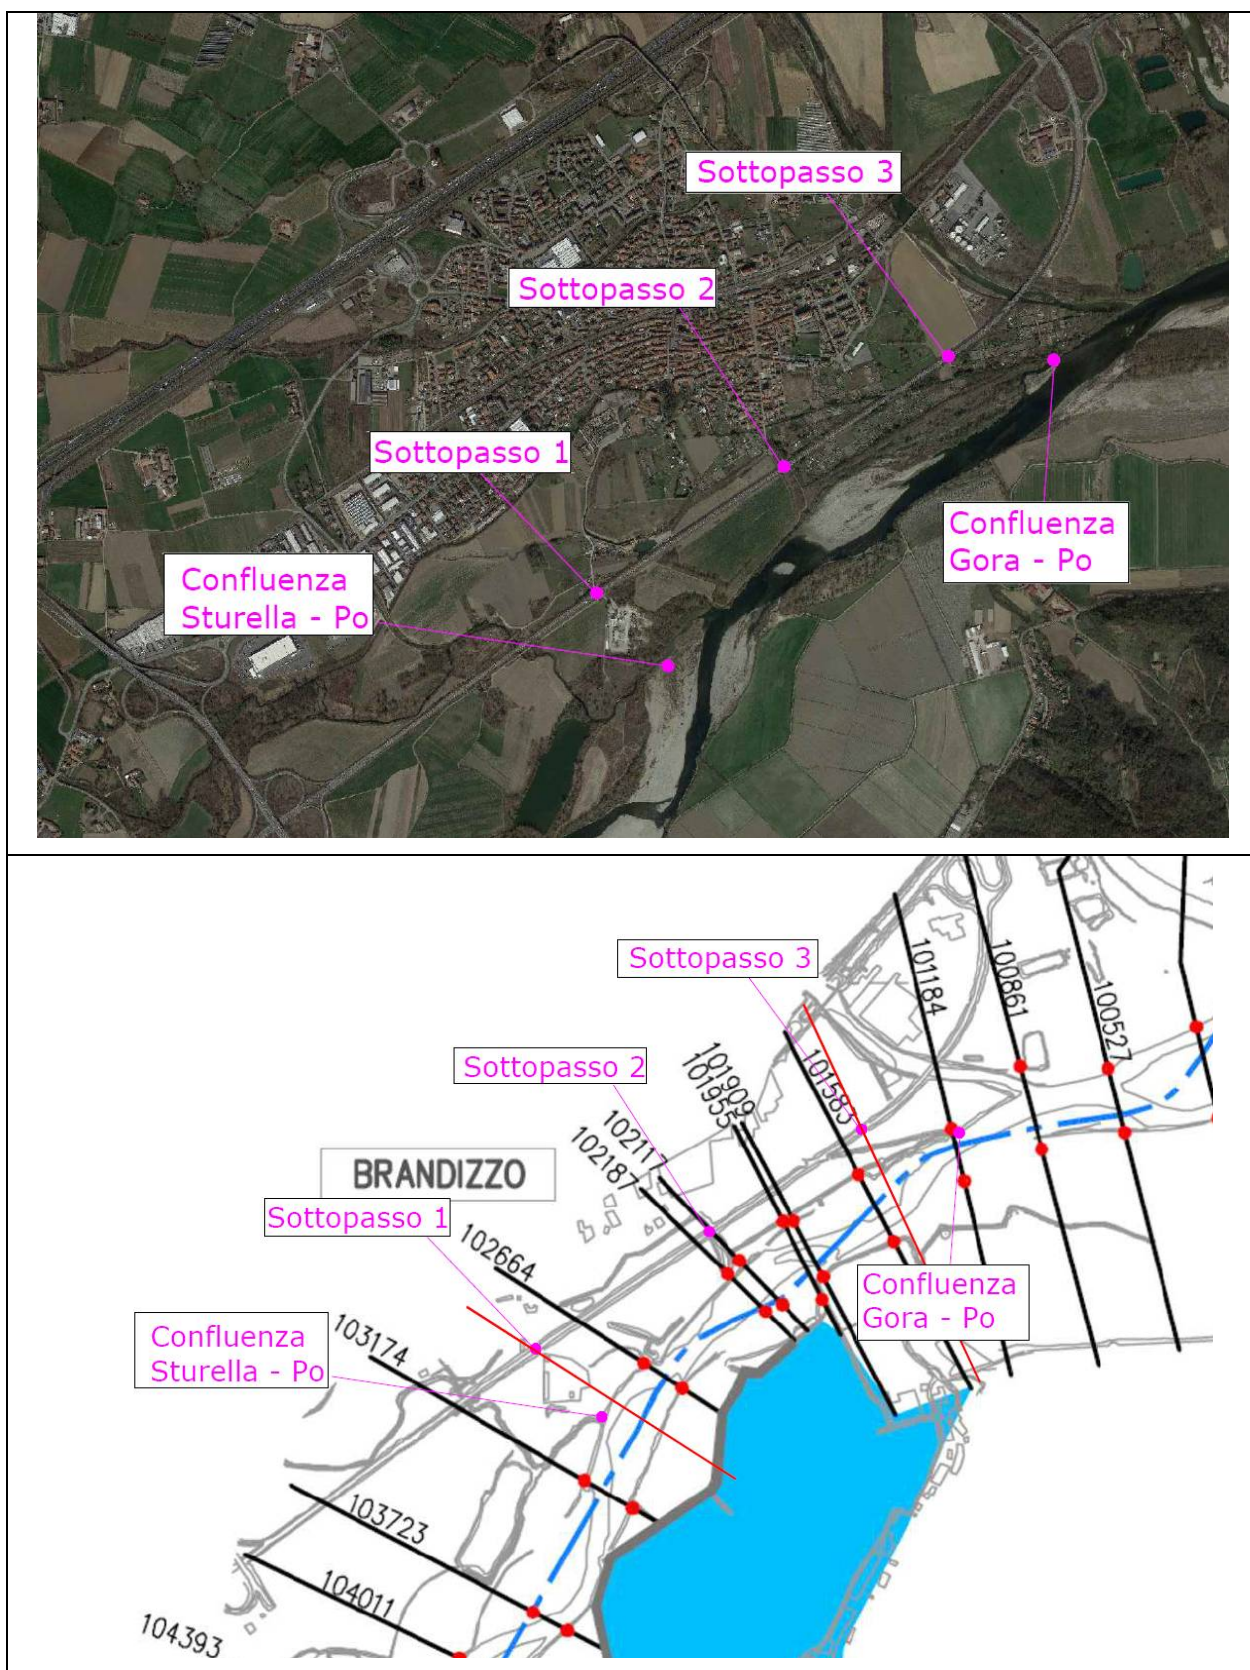 Sottopasso 3
Sottopasso 2
Sottopasso 1
Confluenza
Gora - Po
Confluenza
Sturella - Po
Sottopasso 3
101184
100861
100527
Sottopasso 2
101909
101955
101583
102117
102187
BRANDIZZO
Sottopasso 1
102664
Confluenza
Gora - Po
Confluenza
Sturella - Po
103174
103723
104011
104393